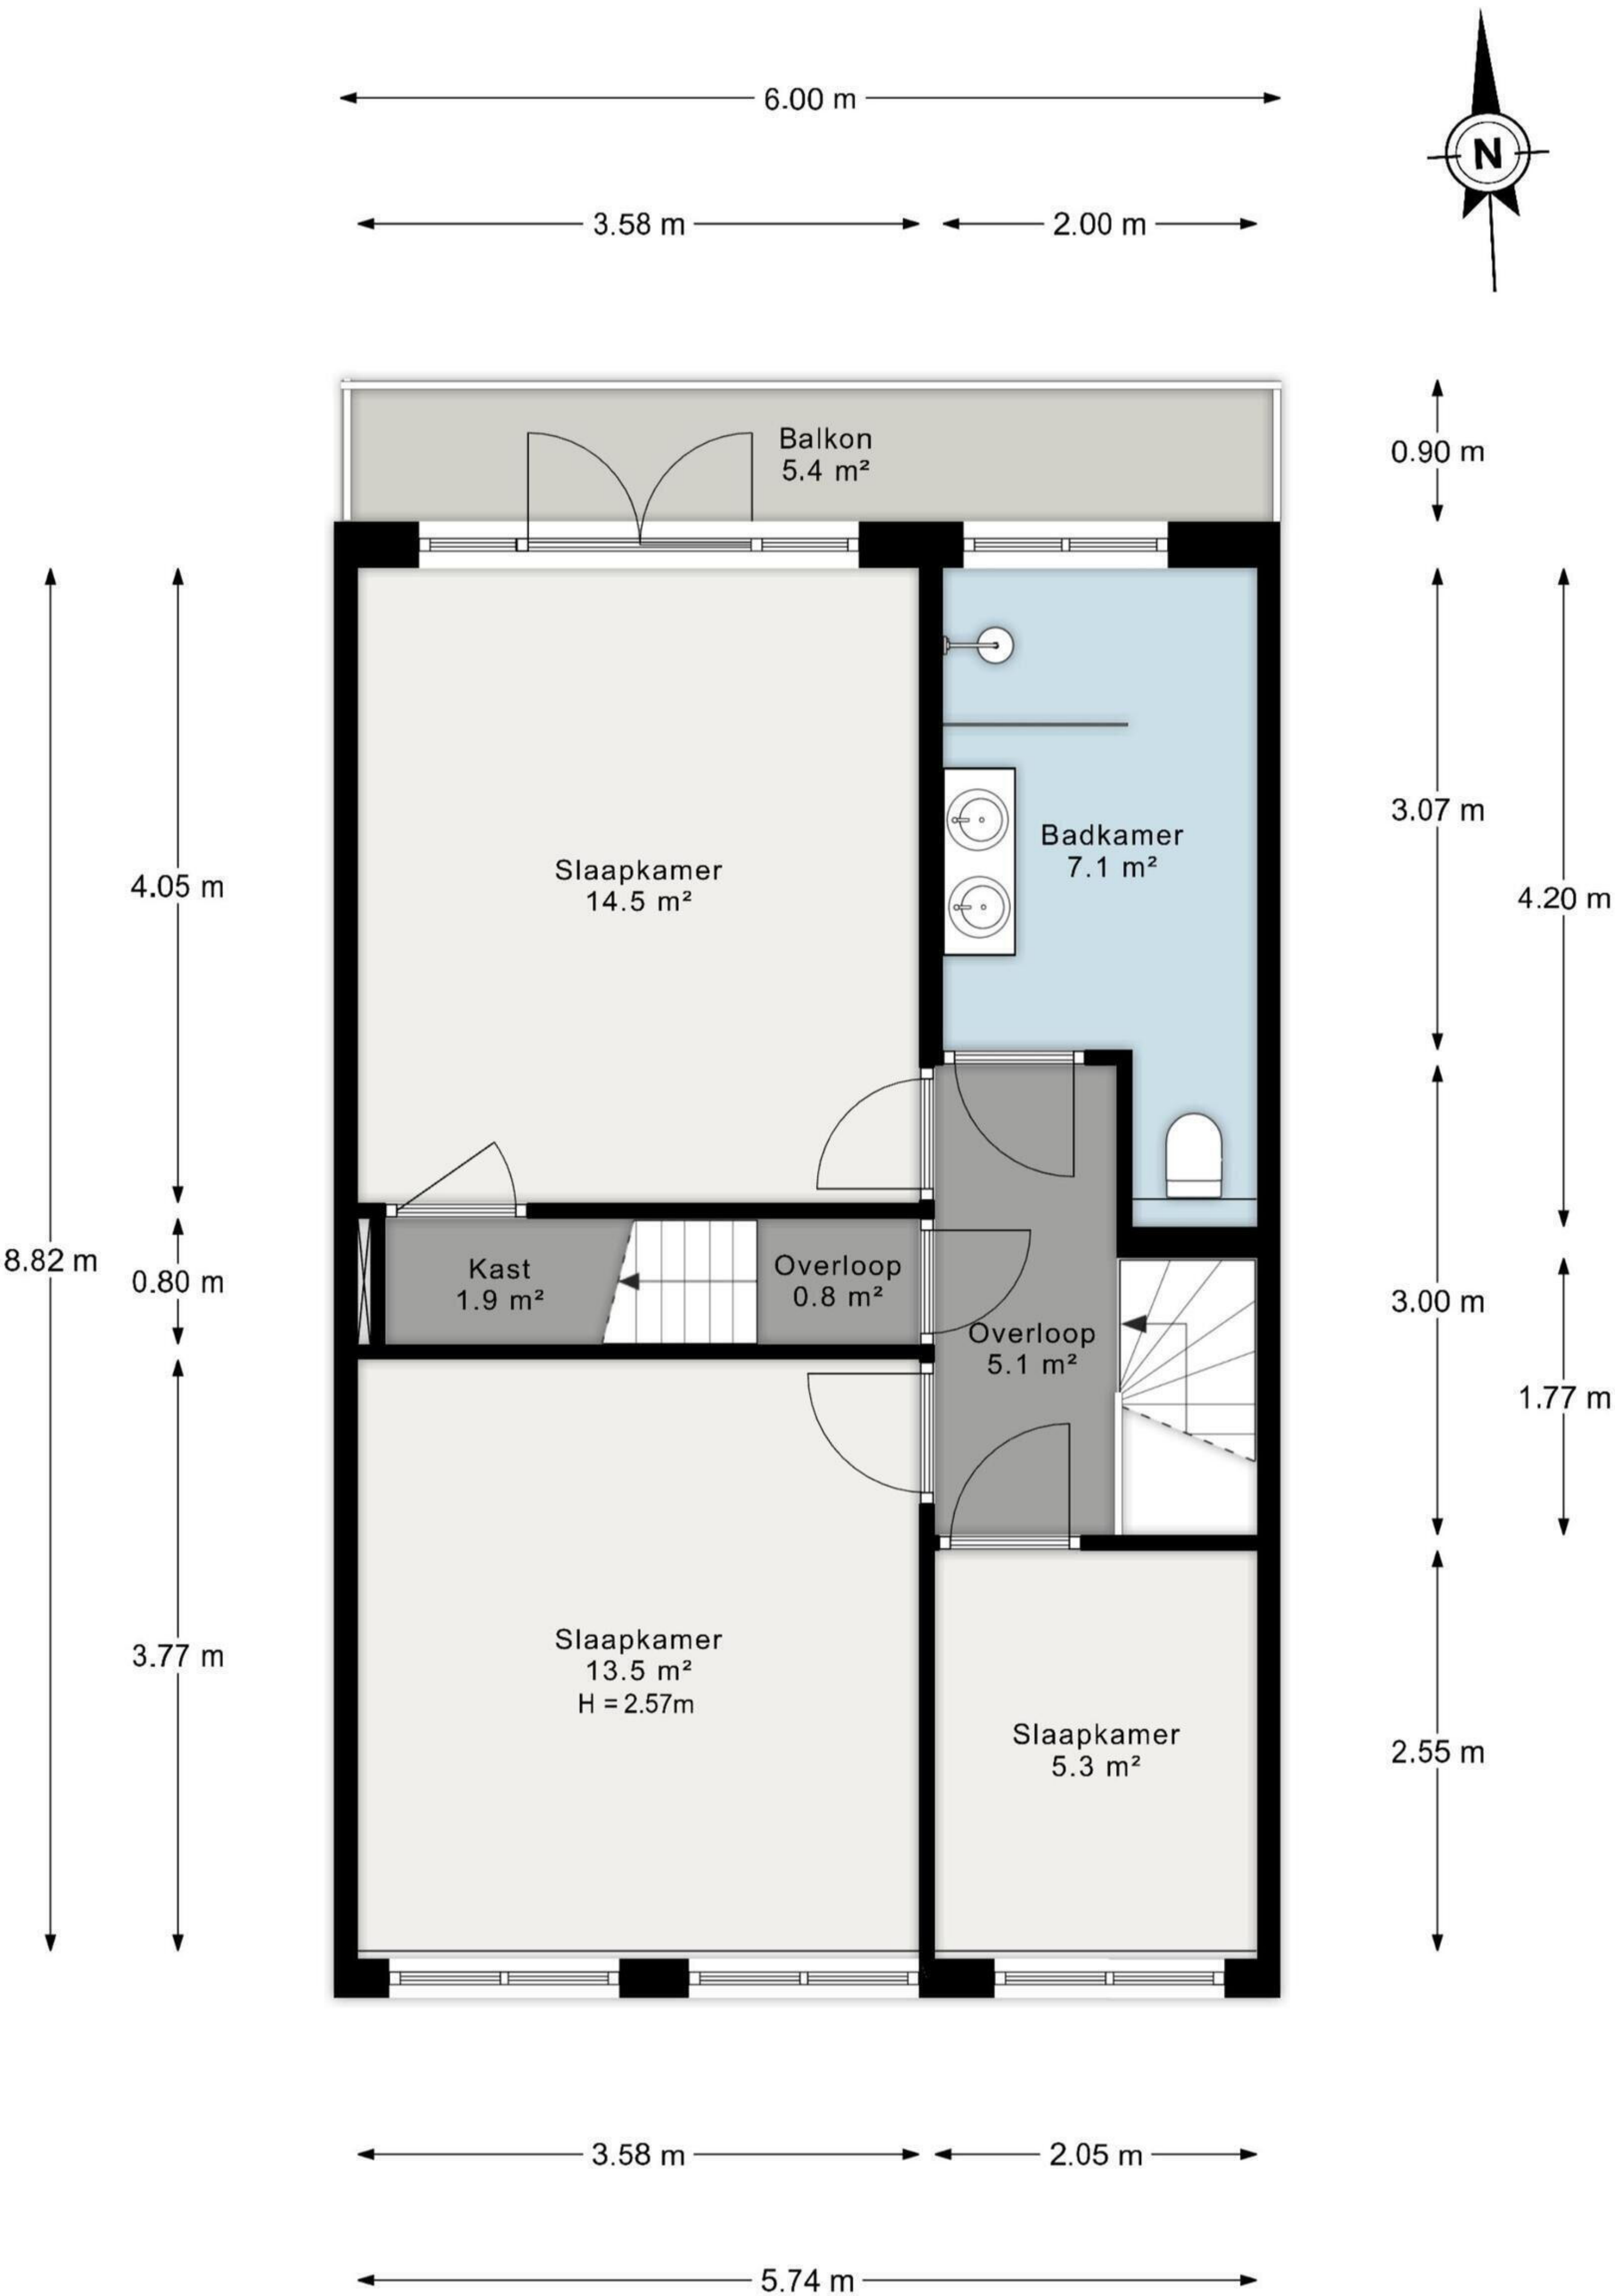 6.00 m
N
3.58 m
2.00 m
Balkon
5.4 m²
0.90 m
3.07 m
Badkamer
7.1 m²
Slaapkamer
14.5 m²
4.05 m
4.20 m
8.82 m
0.80 m
Kast
1.9 m²
Overloop
0.8 m²
3.00 m
Overloop
5.1 m²
1.77 m
Slaapkamer
13.5 m²
H = 2.57m
3.77 m
Slaapkamer
5.3 m²
2.55 m
3.58 m
2.05 m
5.74 m